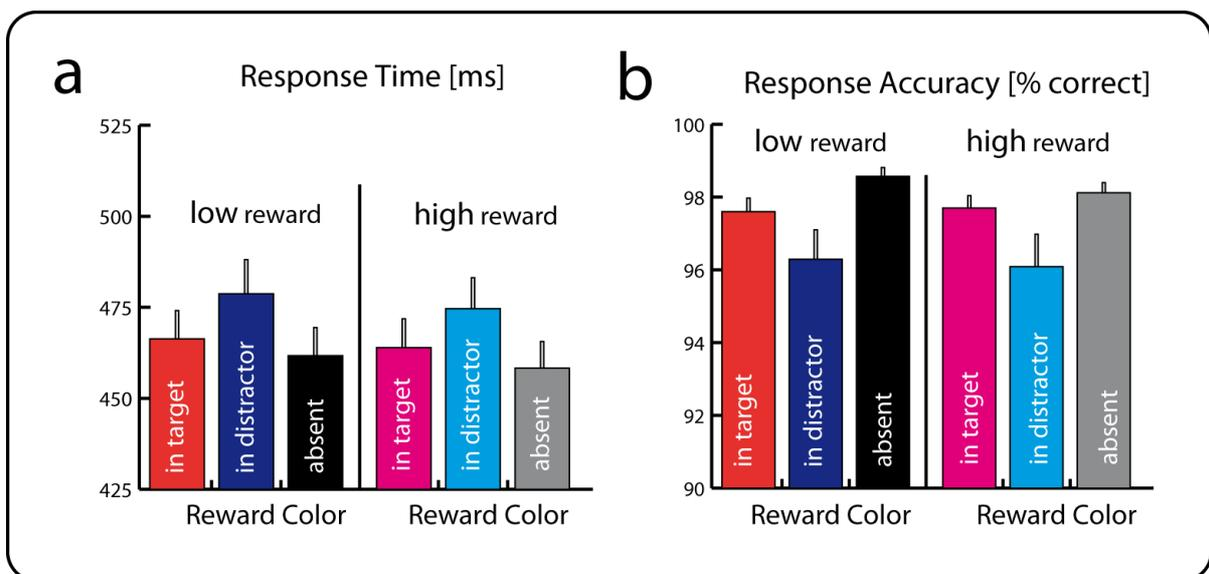 a
Response Time [ms]
525
500
475
450
425
low reward
high reward
in target
in distractor
absent
in target
in distractor
absent
Reward Color
Reward Color
b
Response Accuracy [% correct]
100
98
96
94
92
90
low reward
high reward
in target
in distractor
absent
in target
in distractor
absent
Reward Color
Reward Color